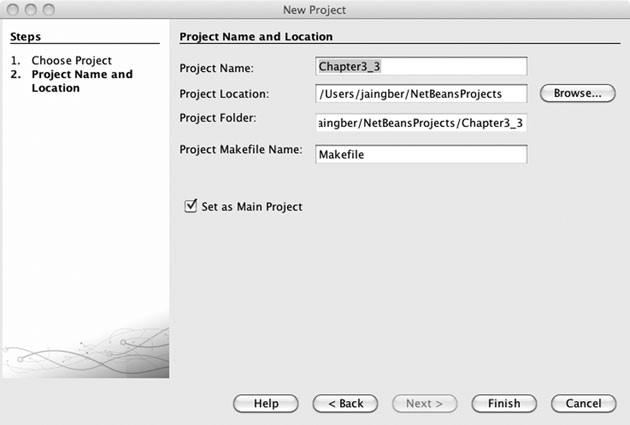 New Project
Steps
1. Choose Project
2. Project Name and
Location
Project Name and Location
Project Name: Chapter3_3
Project Location: /Users/jaingber/NetBeansProjects Browse...
Project Folder: aingber/NetBeansProjects/Chapter3_3
Project Makefile Name: Makefile
Set as Main Project
Help < Back Next > Finish Cancel